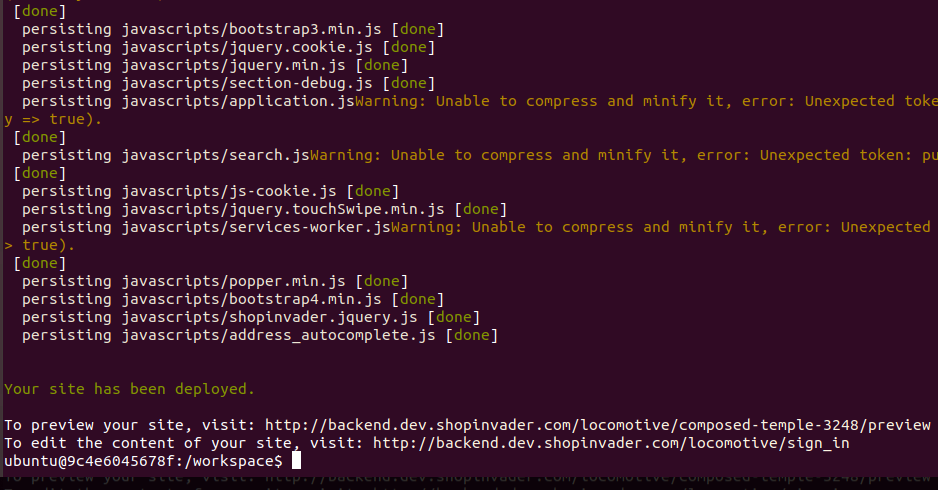 [done]
persisting javascripts/bootstrap3.min.js [done]
persisting javascripts/jquery.cookie.js [done]
persisting javascripts/jquery.min.js [done]
persisting javascripts/section-debug.js [done]
persisting javascripts/application.jsWarning: Unable to compress and minify it, error: Unexpected toke
y => true).
[done]
persisting javascripts/search.jsWarning: Unable to compress and minify it, error: Unexpected token: pu
[done]
persisting javascripts/js-cookie.js [done]
persisting javascripts/jquery.touchSwipe.min.js [done]
persisting javascripts/services-worker.jsWarning: Unable to compress and minify it, error: Unexpected
> true).
[done]
persisting javascripts/popper.min.js [done]
persisting javascripts/bootstrap4.min.js [done]
persisting javascripts/shopinvader.jquery.js [done]
persisting javascripts/address_autocomplete.js [done]
Your site has been deployed.
To preview your site, visit: http://backend.dev.shopinvader.com/locomotive/composed-temple-3248/preview
To edit the content of your site, visit: http://backend.dev.shopinvader.com/locomotive/sign_in
ubuntu@9c4e6045678f:/workspace$